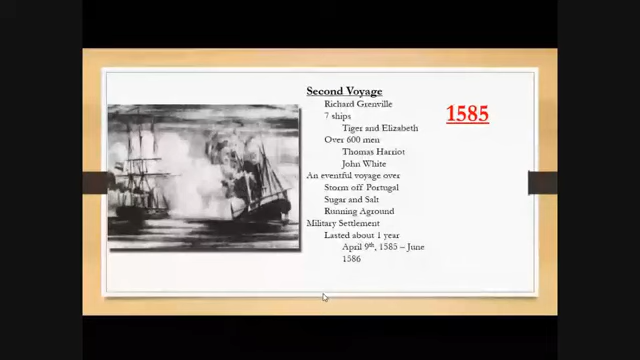 Second Voyage
1585
Richard Grenville
7 ships
Tiger and Elizabeth
Over 600 men
Thomas Harriot
John White
An eventful voyage over
Storm off Portugal
Sugar and Salt
Running Aground
Military Settlement
Lasted about 1 year
April 9th, 1585 – June
1586